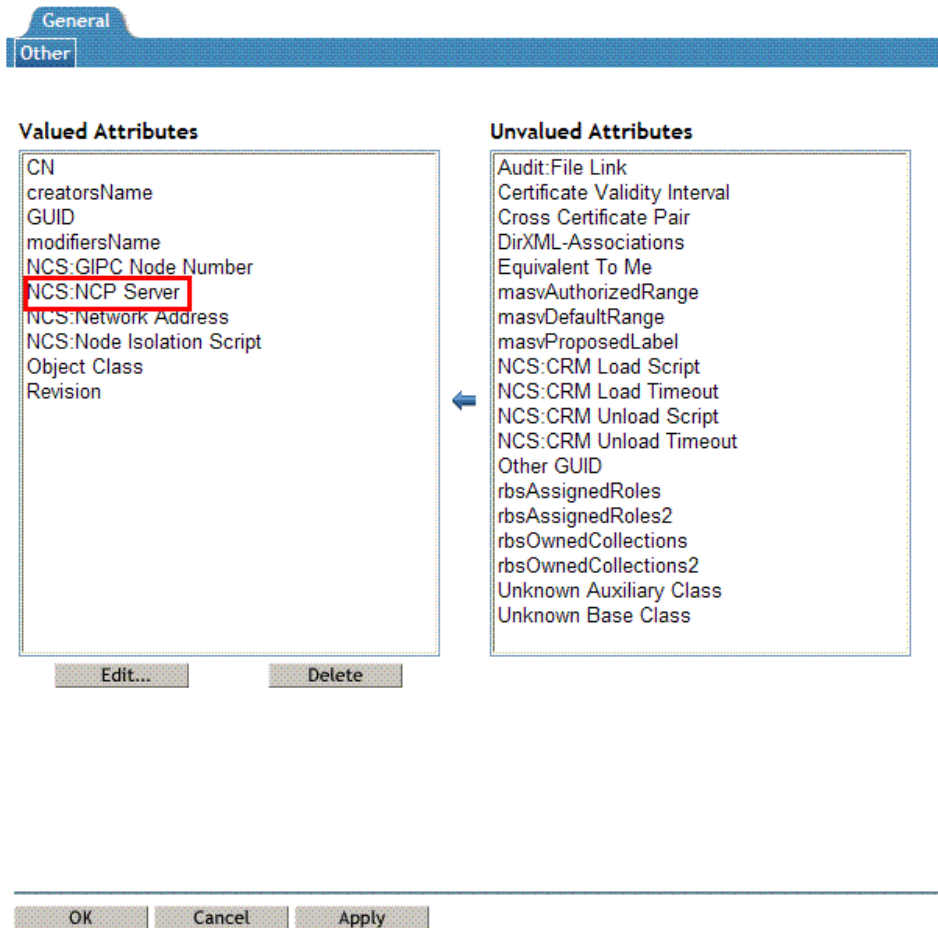 General
Other
Valued Attributes
CN
creatorsName
GUID
modifiersName
NCS:GIPC Node Number
NCS:NCP Server
NCS:Network Address
NCS:Node Isolation Script
Object Class
Revision
Edit...
Delete
Unvalued Attributes
Audit:File Link
Certificate Validity Interval
Cross Certificate Pair
DirXML-Associations
Equivalent To Me
masvAuthorizedRange
masvDefaultRange
masvProposedLabel
NCS:CRM Load Script
NCS:CRM Load Timeout
NCS:CRM Unload Script
NCS:CRM Unload Timeout
Other GUID
rbsAssignedRoles
rbsAssignedRoles2
rbsOwnedCollections
rbsOwnedCollections2
Unknown Auxiliary Class
Unknown Base Class
OK
Cancel
Apply